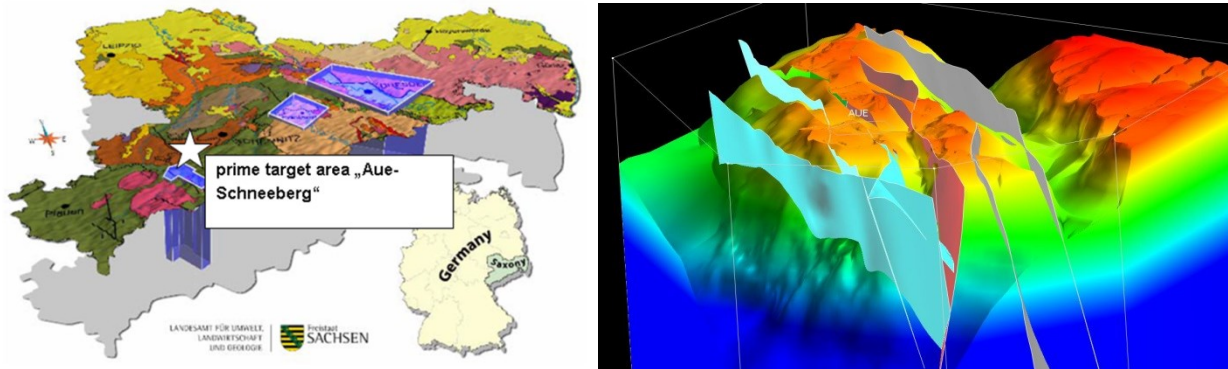 LEIPZIG
prime target area „Aue-
Schneeberg“
Plauen
Germany
Saxony
LANDESAMT FÜR UMWELT,
LANDWIRTSCHAFT
UND GEOLOGIE
Freistaat
SACHSEN
AUE